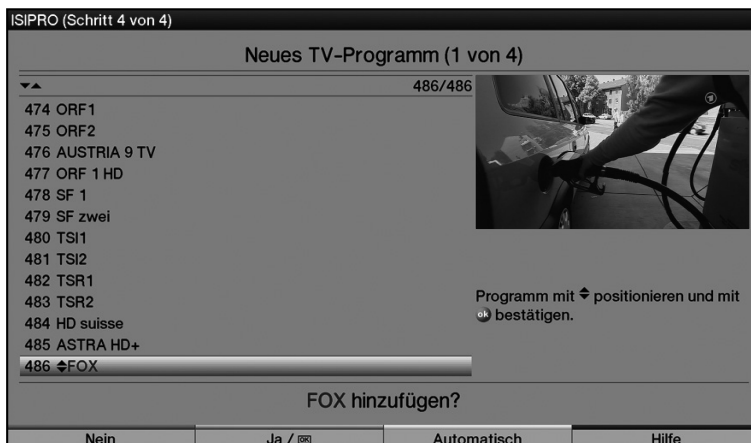 ISIPRO (Schritt 4 von 4)
Neues TV-Programm (1 von 4)
486/486
474 ORF1
475 ORF2
476 AUSTRIA 9 TV
477 ORF 1 HD
478 SF 1
479 SF zwei
480 TSI1
481 TSI2
482 TSR1
483 TSR2
484 HD suisse
485 ASTRA HD+
486 FOX
Programm mit positionieren und mit
ok bestätigen.
FOX hinzufügen?
Nein
Ja / OK
Automatisch
Hilfe